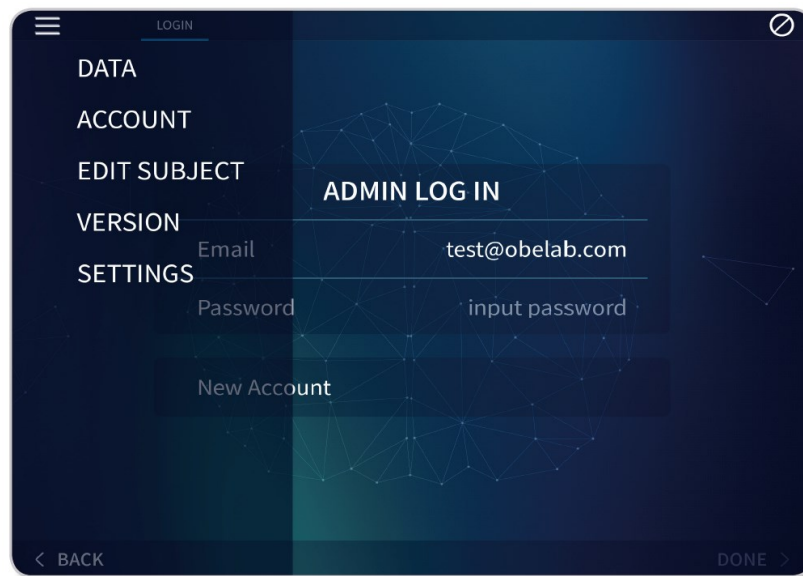 LOGIN
DATA
ACCOUNT
EDIT SUBJECT
VERSION
SETTINGS
ADMIN LOG IN
Email test@obelab.com
Password input password
New Account
< BACK DONE >